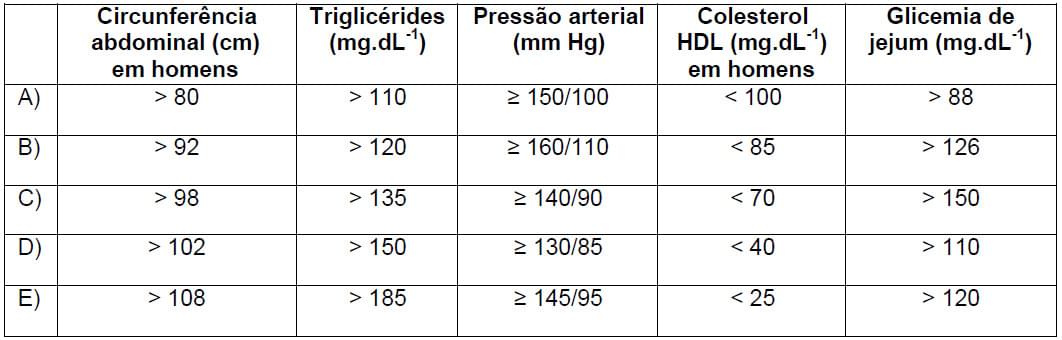 Circunferência abdominal (cm) em homens | Triglicérides (mg.dL⁻¹) | Pressão arterial (mm Hg) | Colesterol HDL (mg.dL⁻¹) em homens | Glicemia de jejum (mg.dL⁻¹)
A) > 80 > 110 ≥ 150/100 < 100 > 88
B) > 92 > 120 ≥ 160/110 < 85 > 126
C) > 98 > 135 ≥ 140/90 < 70 > 150
D) > 102 > 150 ≥ 130/85 < 40 > 110
E) > 108 > 185 ≥ 145/95 < 25 > 120